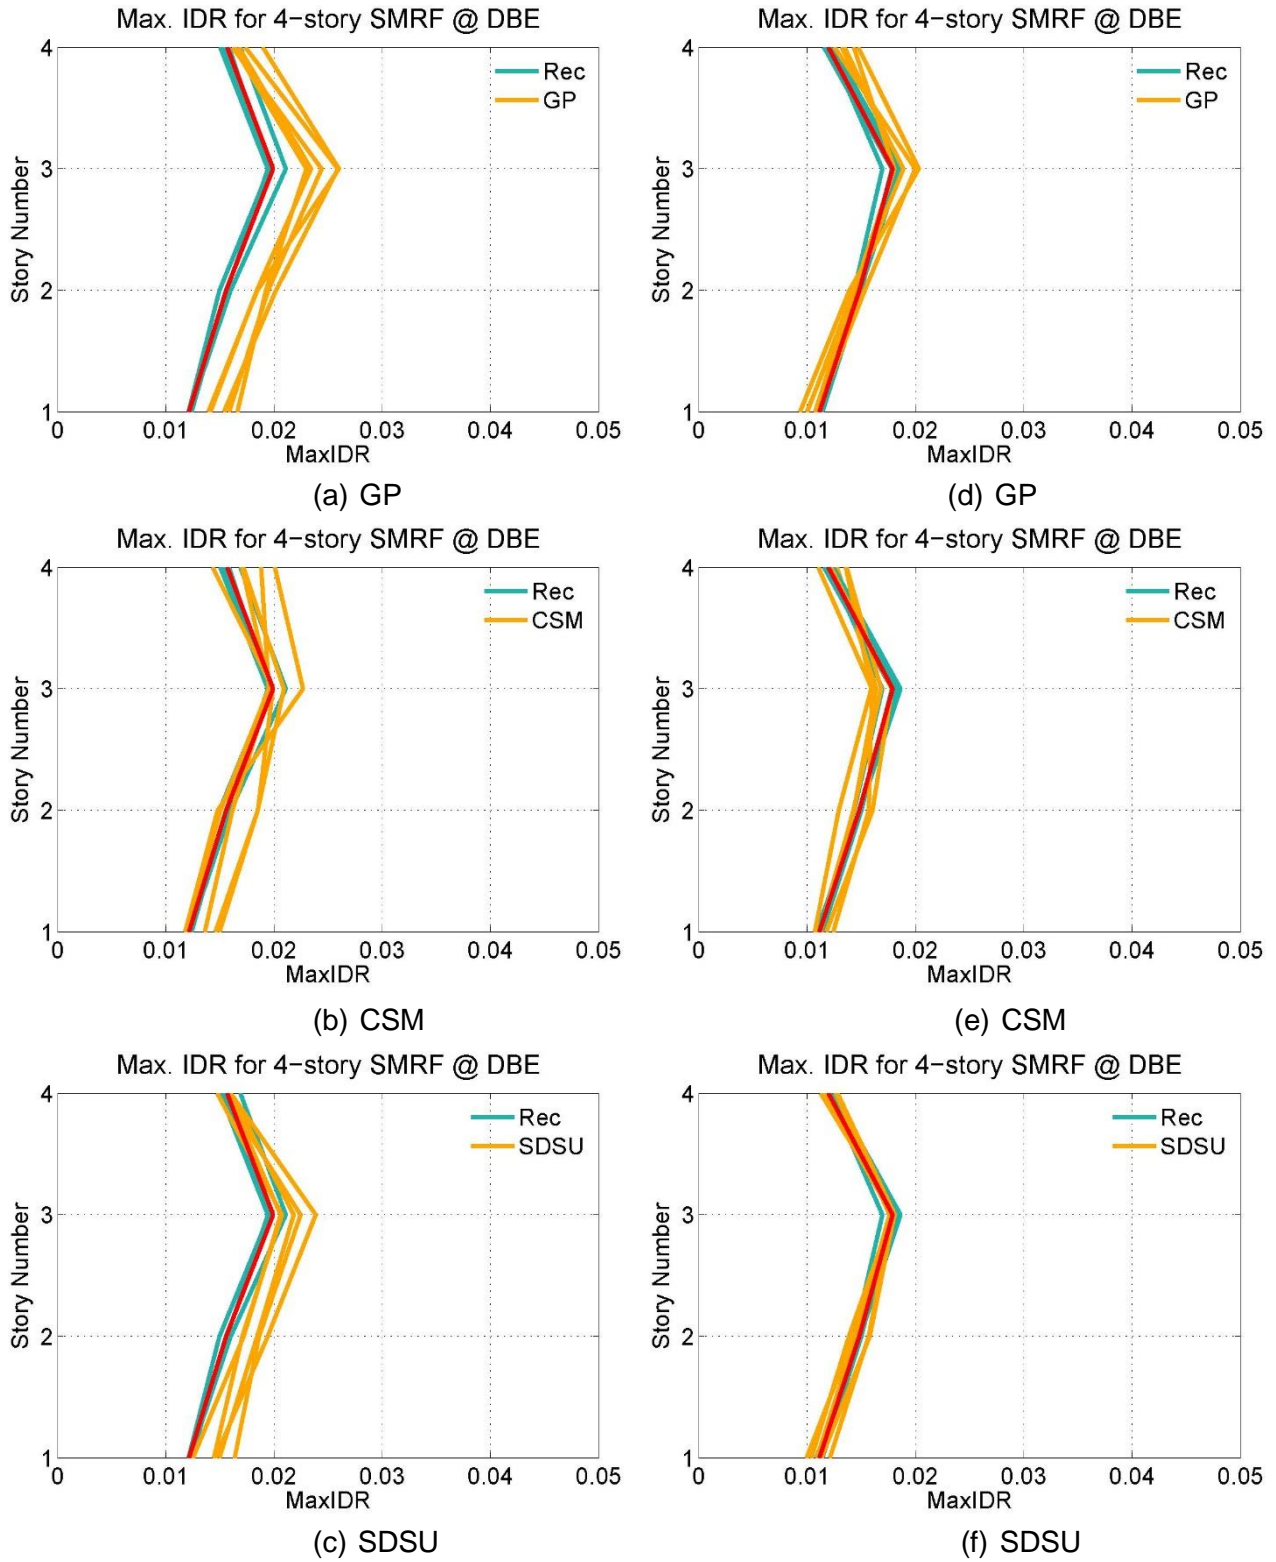 Max. IDR for 4−story SMRF @ DBE
Story Number
4
3
2
1
Rec
GP
0 0.01 0.02 0.03 0.04 0.05
MaxIDR
(a) GP
Max. IDR for 4−story SMRF @ DBE
Story Number
4
3
2
1
Rec
GP
0 0.01 0.02 0.03 0.04 0.05
MaxIDR
(d) GP
Max. IDR for 4−story SMRF @ DBE
Story Number
4
3
2
1
Rec
CSM
0 0.01 0.02 0.03 0.04 0.05
MaxIDR
(b) CSM
Max. IDR for 4−story SMRF @ DBE
Story Number
4
3
2
1
Rec
CSM
0 0.01 0.02 0.03 0.04 0.05
MaxIDR
(e) CSM
Max. IDR for 4−story SMRF @ DBE
Story Number
4
3
2
1
Rec
SDSU
0 0.01 0.02 0.03 0.04 0.05
MaxIDR
(c) SDSU
Max. IDR for 4−story SMRF @ DBE
Story Number
4
3
2
1
Rec
SDSU
0 0.01 0.02 0.03 0.04 0.05
MaxIDR
(f) SDSU